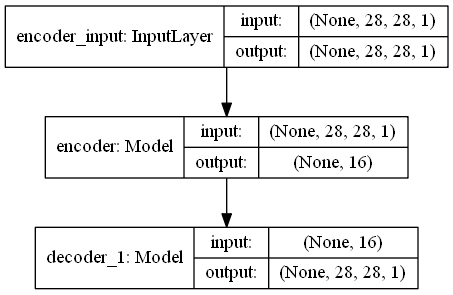 encoder_input: InputLayer
input: (None, 28, 28, 1)
output: (None, 28, 28, 1)
encoder: Model
input: (None, 28, 28, 1)
output: (None, 16)
decoder_1: Model
input: (None, 16)
output: (None, 28, 28, 1)